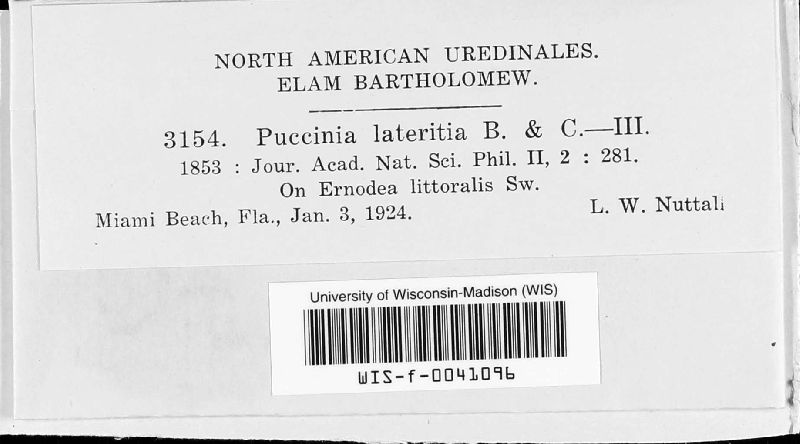 NORTH AMERICAN UREDINALES.
ELAM BARTHOLOMEW.
3154. Puccinia lateritia B. & C.—III.
1853 : Jour. Acad. Nat. Sci. Phil. II, 2 : 281.
On Ernodea littoralis Sw.
Miami Beach, Fla., Jan. 3, 1924. L. W. Nuttall
University of Wisconsin-Madison (WIS)
WIS-f-0041096